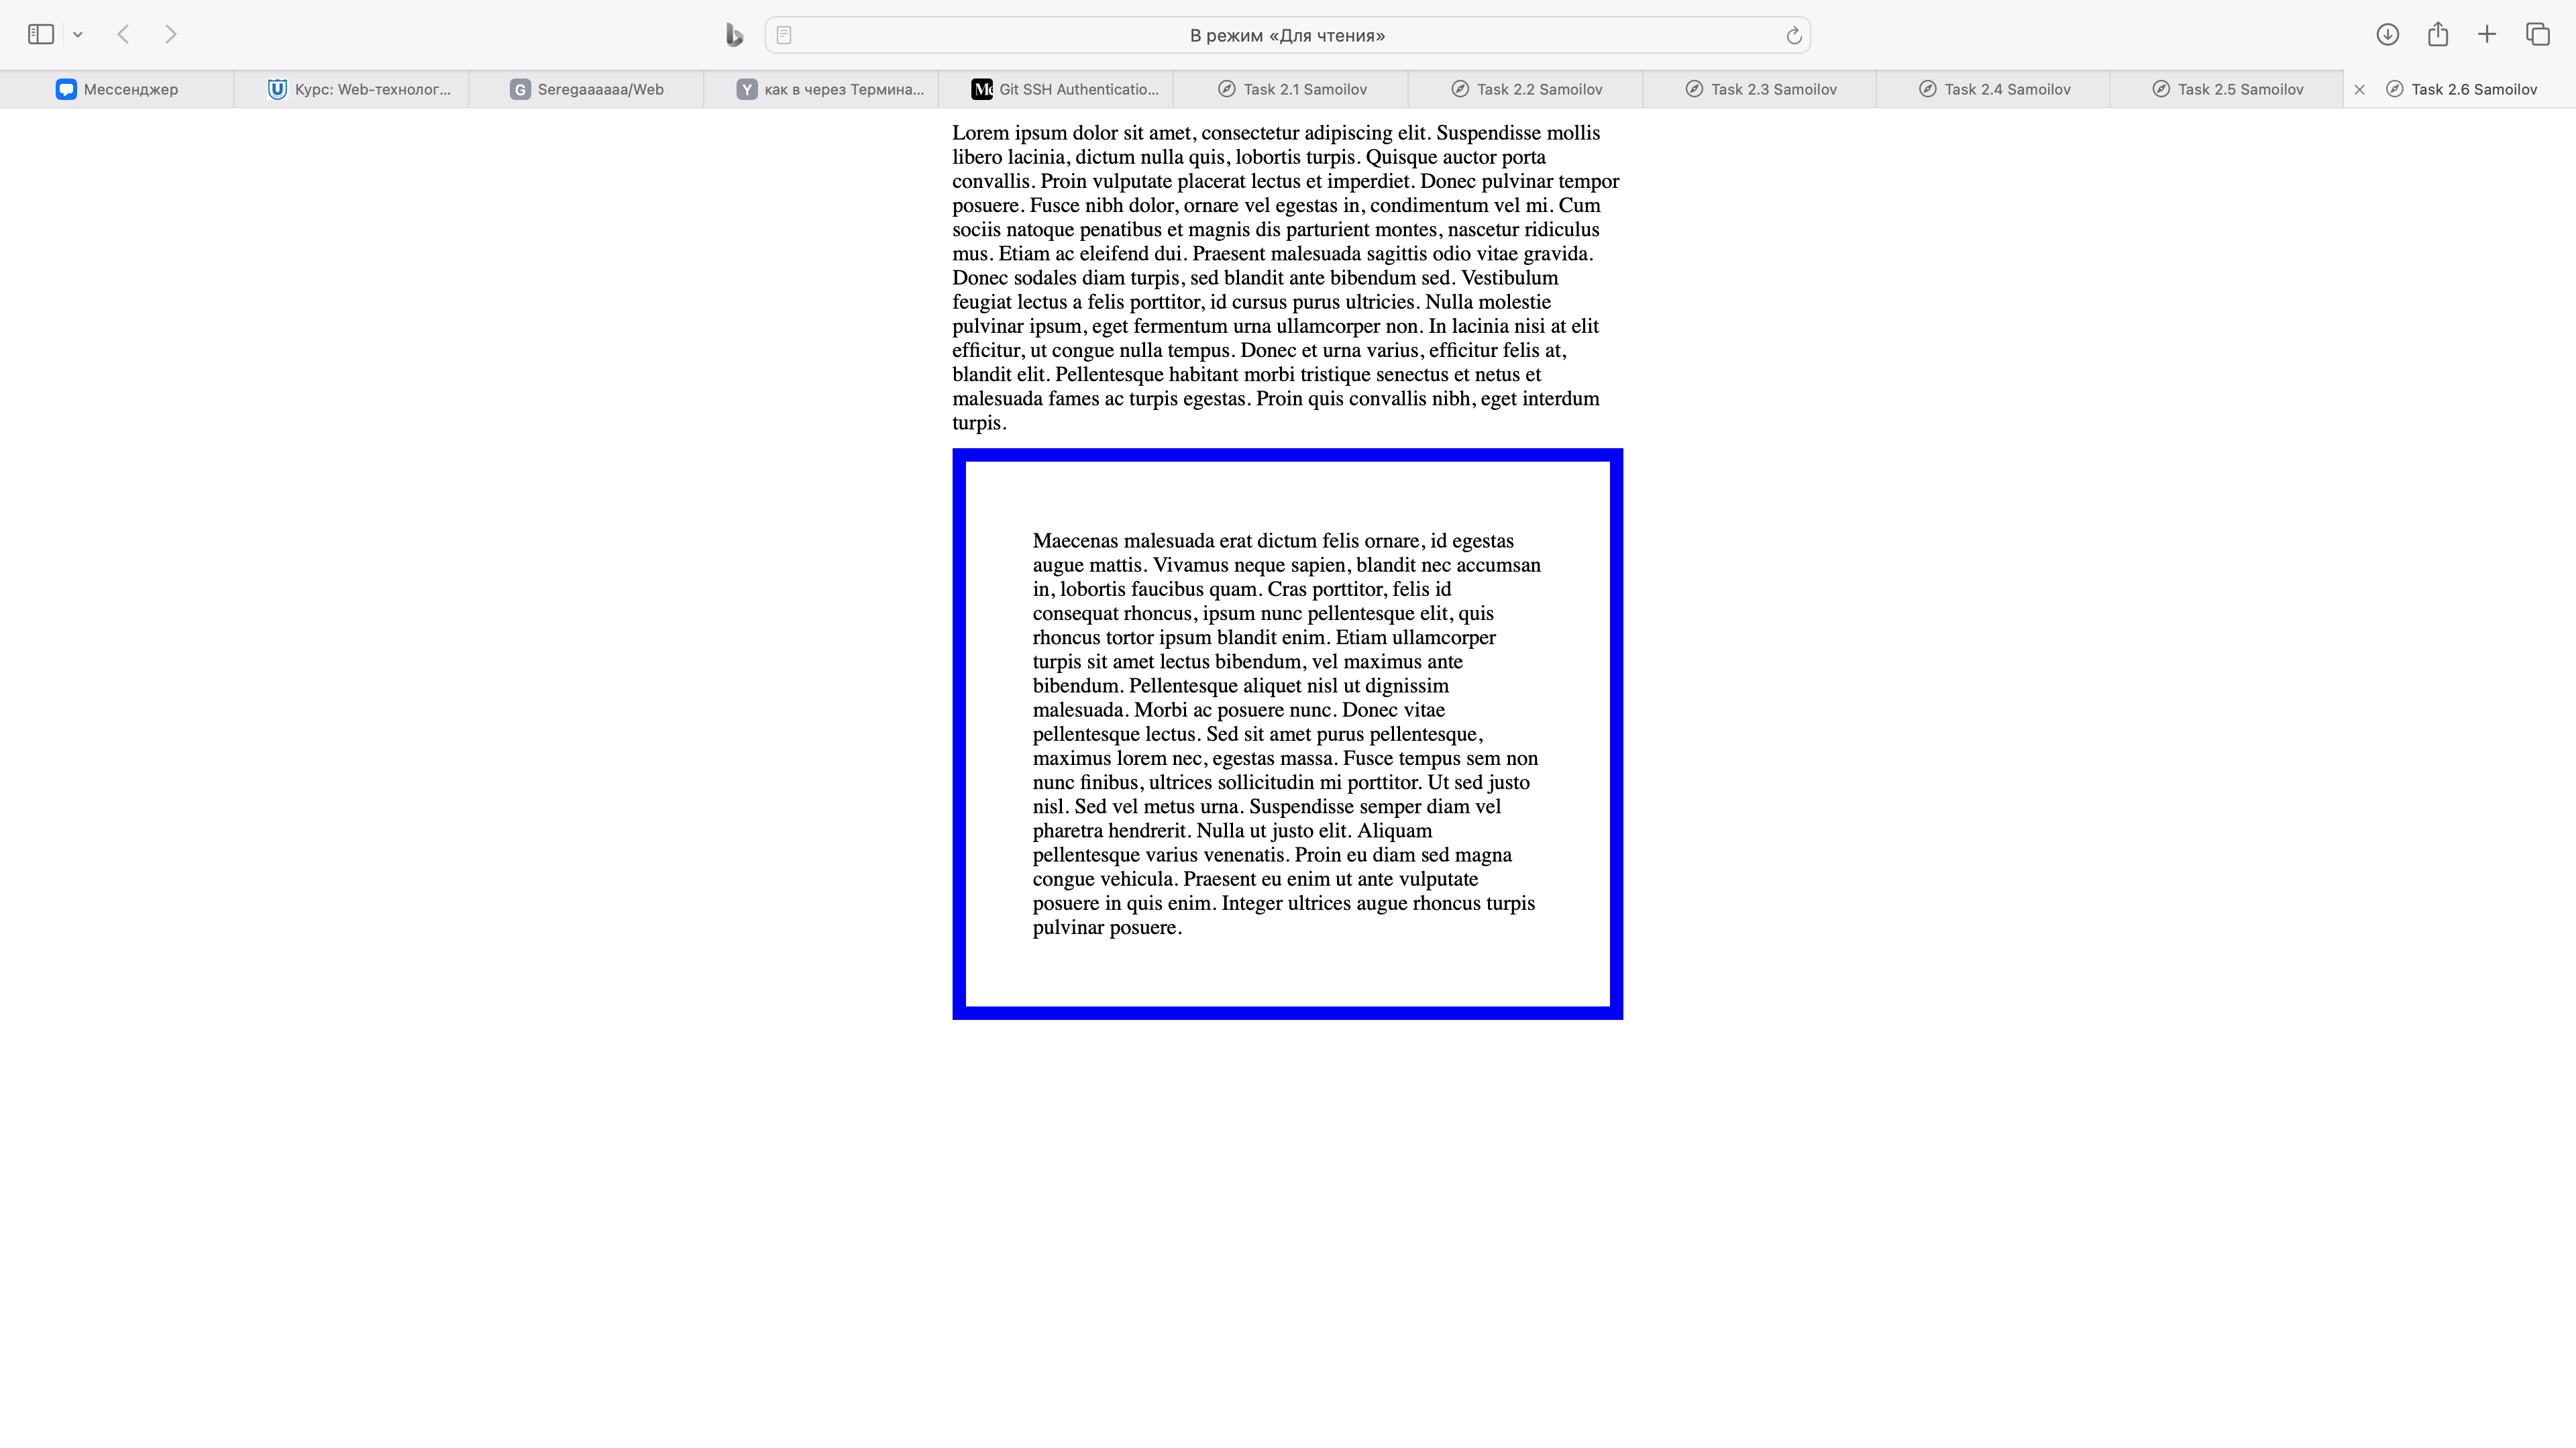 В режим «Для чтения»
Мессенджер
Курс: Web-технолог...
G
Seregaaaaaa/Web
Y
как в через Термина...
Git SSH Authenticatio...
Task 2.1 Samoilov
Task 2.2 Samoilov
Task 2.3 Samoilov
Task 2.4 Samoilov
Task 2.5 Samoilov
Task 2.6 Samoilov
Lorem ipsum dolor sit amet, consectetur adipiscing elit. Suspendisse mollis
libero lacinia, dictum nulla quis, lobortis turpis. Quisque auctor porta
convallis. Proin vulputate placerat lectus et imperdiet. Donec pulvinar tempor
posuere. Fusce nibh dolor, ornare vel egestas in, condimentum vel mi. Cum
sociis natoque penatibus et magnis dis parturient montes, nascetur ridiculus
mus. Etiam ac eleifend dui. Praesent malesuada sagittis odio vitae gravida.
Donec sodales diam turpis, sed blandit ante bibendum sed. Vestibulum
feugiat lectus a felis porttitor, id cursus purus ultricies. Nulla molestie
pulvinar ipsum, eget fermentum urna ullamcorper non. In lacinia nisi at elit
efficitur, ut congue nulla tempus. Donec et urna varius, efficitur felis at,
blandit elit. Pellentesque habitant morbi tristique senectus et netus et
malesuada fames ac turpis egestas. Proin quis convallis nibh, eget interdum
turpis.
Maecenas malesuada erat dictum felis ornare, id egestas
augue mattis. Vivamus neque sapien, blandit nec accumsan
in, lobortis faucibus quam. Cras porttitor, felis id
consequat rhoncus, ipsum nunc pellentesque elit, quis
rhoncus tortor ipsum blandit enim. Etiam ullamcorper
turpis sit amet lectus bibendum, vel maximus ante
bibendum. Pellentesque aliquet nisl ut dignissim
malesuada. Morbi ac posuere nunc. Donec vitae
pellentesque lectus. Sed sit amet purus pellentesque,
maximus lorem nec, egestas massa. Fusce tempus sem non
nunc finibus, ultrices sollicitudin mi porttitor. Ut sed justo
nisl. Sed vel metus urna. Suspendisse semper diam vel
pharetra hendrerit. Nulla ut justo elit. Aliquam
pellentesque varius venenatis. Proin eu diam sed magna
congue vehicula. Praesent eu enim ut ante vulputate
posuere in quis enim. Integer ultrices augue rhoncus turpis
pulvinar posuere.